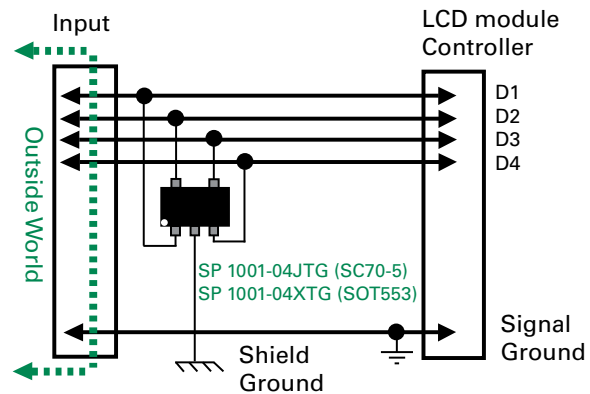 Input
LCD module
Controller
D1
D2
D3
D4
Outside World
SP 1001-04JTG (SC70-5)
SP 1001-04XTG (SOT553)
Shield
Ground
Signal
Ground